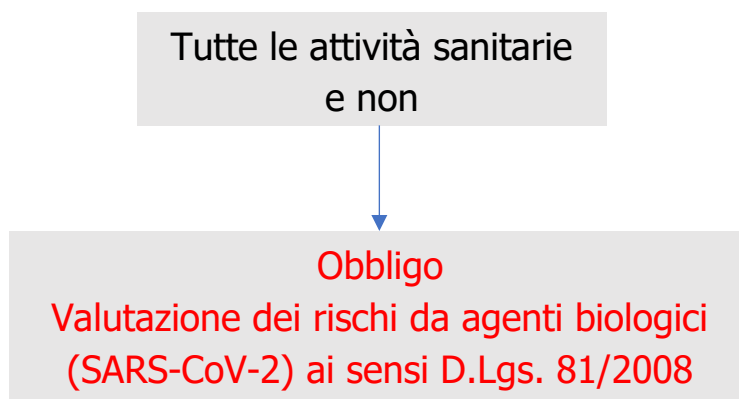 Tutte le attività sanitarie
e non
Obbligo
Valutazione dei rischi da agenti biologici
(SARS-CoV-2) ai sensi D.Lgs. 81/2008